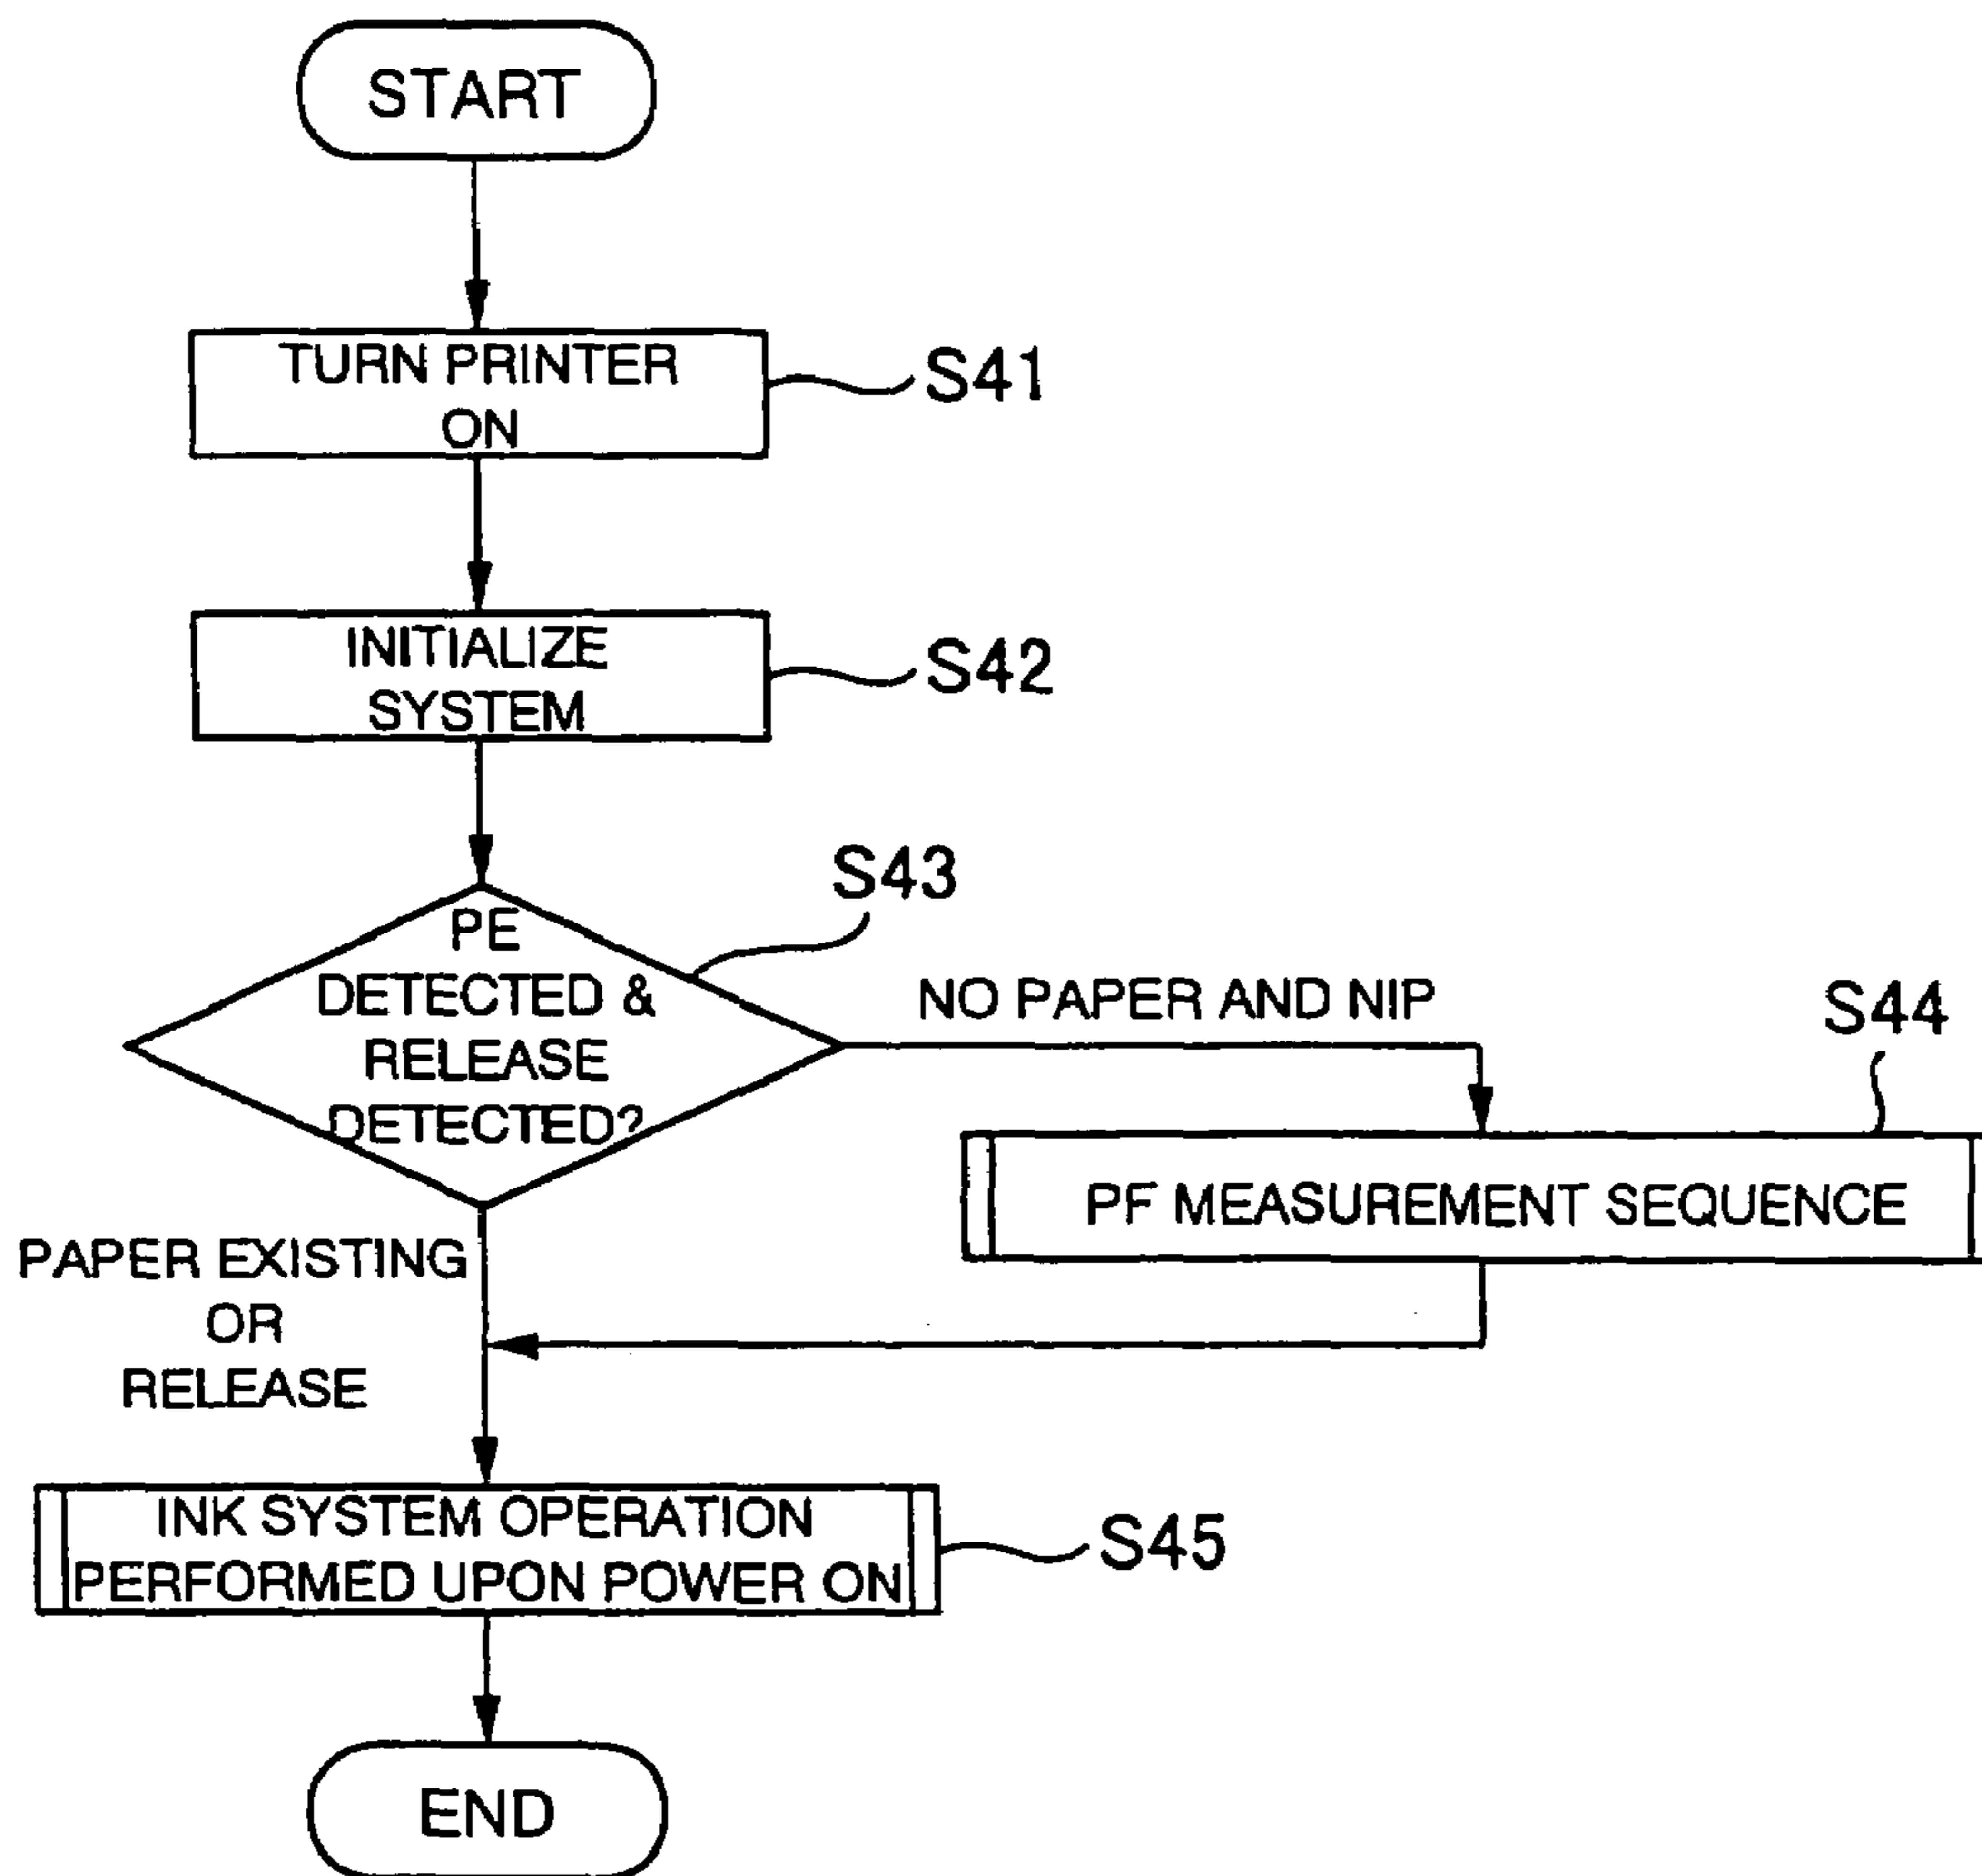 START
TURN PRINTER
ON
S41
INITIALIZE
SYSTEM
S42
S43
PE
DETECTED &
RELEASE
DETECTED?
NO PAPER AND NIP
S44
PF MEASUREMENT SEQUENCE
PAPER EXISTING
OR
RELEASE
INK SYSTEM OPERATION
PERFORMED UPON POWER ON
S45
END